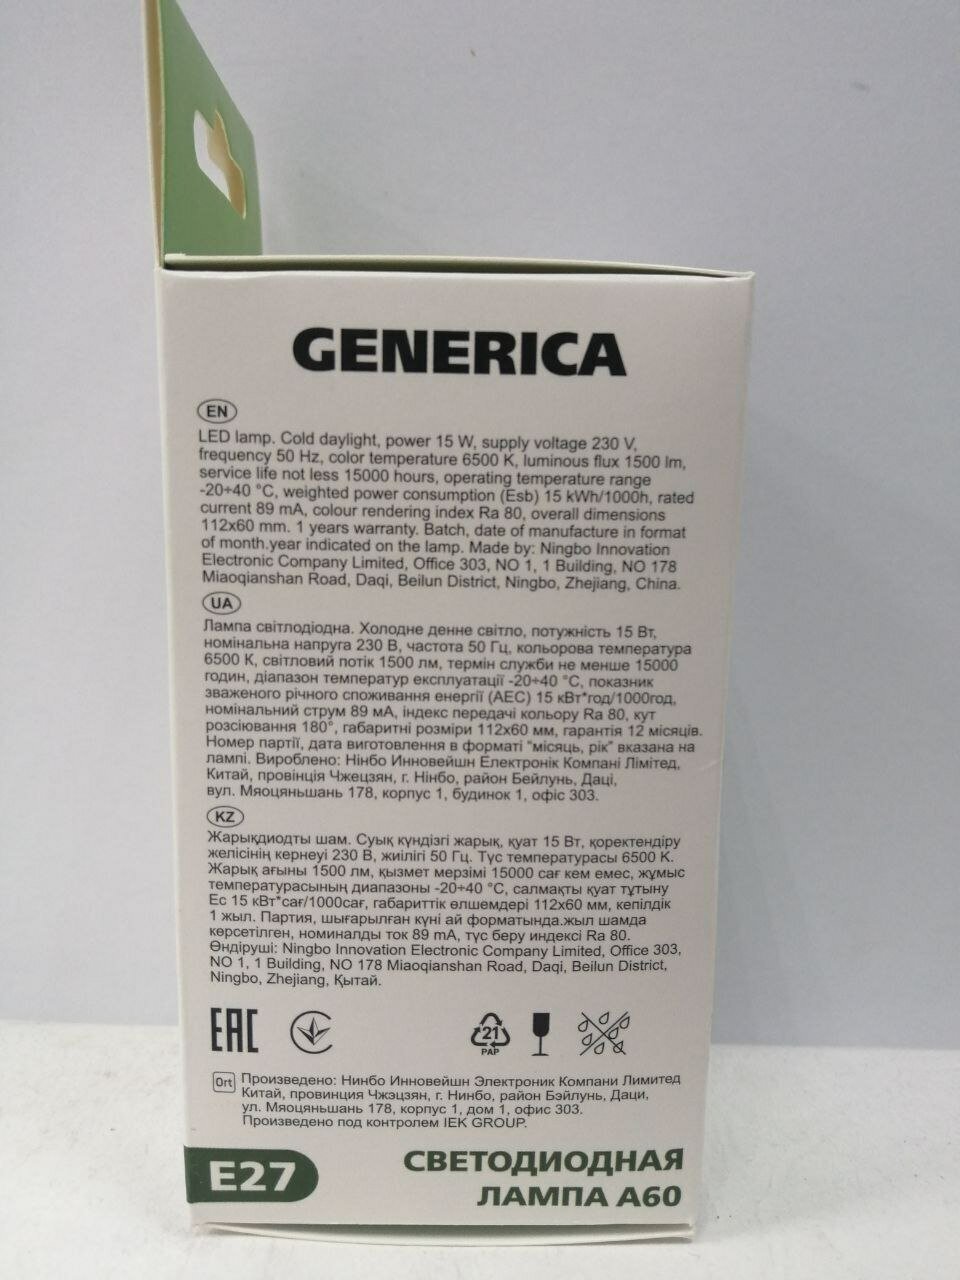 GENERICA
EN
LED lamp. Cold daylight, power 15 W, supply voltage 230 V,
frequency 50 Hz, color temperature 6500 K, luminous flux 1500 lm,
service life not less 15000 hours, operating temperature range
-20÷40 °C, weighted power consumption (Esb) 15 kWh/1000h, rated
current 89 mA, colour rendering index Ra 80, overall dimensions
112x60 mm. 1 years warranty. Batch, date of manufacture in format
of month.year indicated on the lamp. Made by: Ningbo Innovation
Electronic Company Limited, Office 303, NO 1, 1 Building, NO 178
Miaoqianshan Road, Daqi, Beilun District, Ningbo, Zhejiang, China.
UA
Лампа світлодіодна. Холодне денне світло, потужність 15 Вт,
номінальна напруга 230 В, частота 50 Гц, кольорова температура
6500 К, світловий потік 1500 лм, термін служби не менше 15000
годин, діапазон температур експлуатації -20÷40 °C, показник
зваженого річного споживання енергії (AEC) 15 кВт*год/1000год,
номінальний струм 89 мА, індекс передачі кольору Ra 80, кут
розсіювання 180°, габаритні розміри 112x60 мм, гарантія 12 місяців.
Номер партії, дата виготовлення в форматі "місяць, рік" вказана на
лампі. Вироблено: Нінбо Инновейшн Електронік Компані Лімітед,
Китай, провінція Чжецзян, г. Нінбо, район Бейлунь, Даці,
вул. Мяоцяньшань 178, корпус 1, будинок 1, офіс 303.
KZ
Жарықдиодты шам. Суық күндізгі жарық, қуат 15 Вт, қоректендіру
желісінің кернеуі 230 В, жиілігі 50 Гц. Түс температурасы 6500 К.
Жарық ағыны 1500 лм, қызмет мерзімі 15000 сағ кем емес, жұмыс
температурасының диапазоны -20÷40 °C, салмақты қуат тұтыну
Ес 15 кВт*сағ/1000сағ, габариттік өлшемдері 112x60 мм, кепілдік
1 жыл. Партия, шығарылған күні ай форматында.жыл шамда
көрсетілген, номиналды ток 89 mA, түс беру индексі Ra 80.
Өндіруші: Ningbo Innovation Electronic Company Limited, Office 303,
NO 1, 1 Building, NO 178 Miaoqianshan Road, Daqi, Beilun District,
Ningbo, Zhejiang, Қытай.
EAC
21
PAP
Ort Произведено: Нинбо Инновейшн Электроник Компани Лимитед
Китай, провинция Чжэцзян, г. Нинбо, район Бэйлунь, Даци,
ул. Мяоцяньшань 178, корпус 1, дом 1, офис 303.
Произведено под контролем IEK GROUP.
E27
СВЕТОДИОДНАЯ
ЛАМПА A60